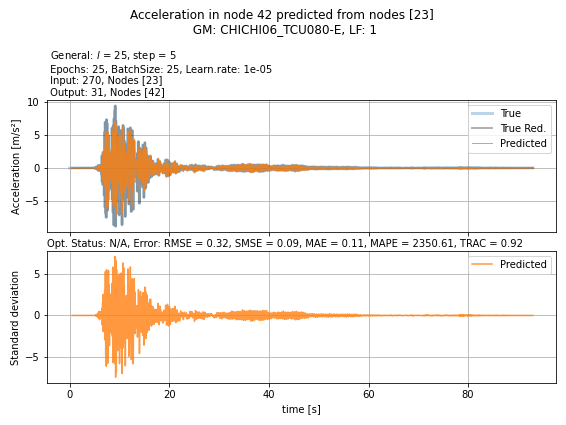 Acceleration in node 42 predicted from nodes [23]
GM: CHICHI06_TCU080-E, LF: 1
General: l = 25, step = 5
Epochs: 25, BatchSize: 25, Learn.rate: 1e-05
Input: 270, Nodes [23]
Output: 31, Nodes [42]
10
5
0
−5
Acceleration [m/s²]
True
True Red.
Predicted
Opt. Status: N/A, Error: RMSE = 0.32, SMSE = 0.09, MAE = 0.11, MAPE = 2350.61, TRAC = 0.92
5
0
−5
Standard deviation
Predicted
0 20 40 60 80
time [s]